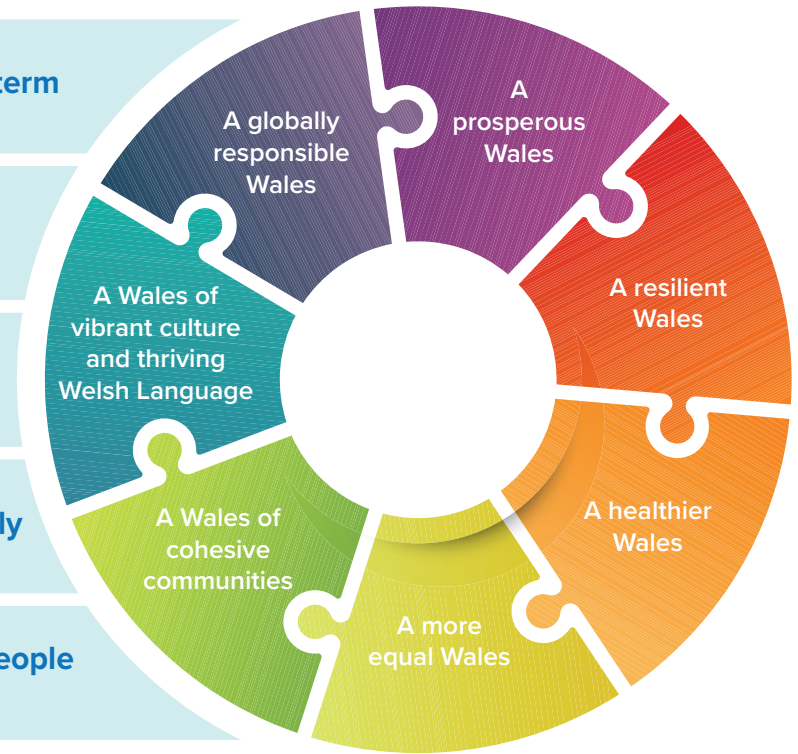 term
ly
eople
A
prosperous
Wales
A resilient
Wales
A healthier
Wales
A more
equal Wales
A Wales of
cohesive
communities
A Wales of
vibrant culture
and thriving
Welsh Language
A globally
responsible
Wales